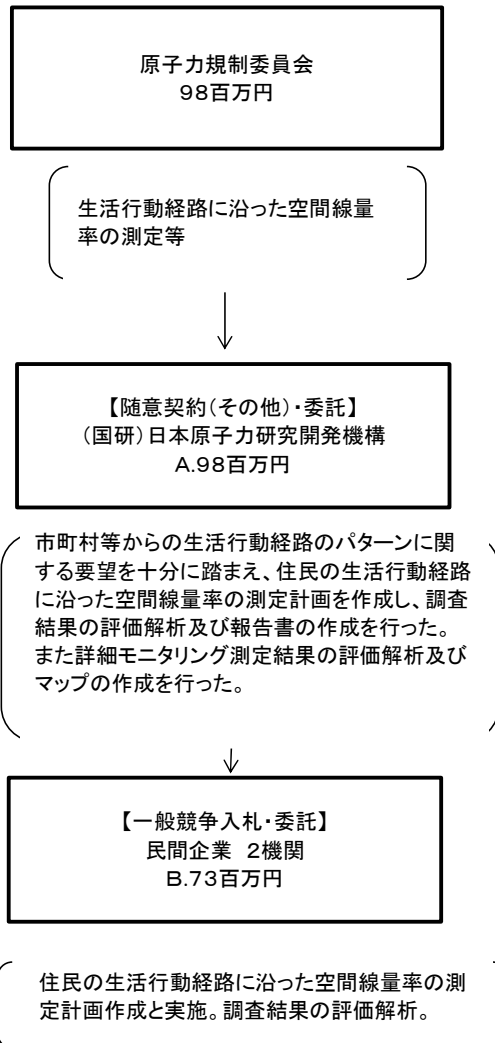 原子力規制委員会
98百万円
生活行動経路に沿った空間線量
率の測定等
【随意契約(その他)・委託】
(国研)日本原子力研究開発機構
A.98百万円
市町村等からの生活行動経路のパターンに関
する要望を十分に踏まえ、住民の生活行動経路
に沿った空間線量率の測定計画を作成し、調査
結果の評価解析及び報告書の作成を行った。
また詳細モニタリング測定結果の評価解析及び
マップの作成を行った。
【一般競争入札・委託】
民間企業 2機関
B.73百万円
住民の生活行動経路に沿った空間線量率の測
定計画作成と実施。調査結果の評価解析。